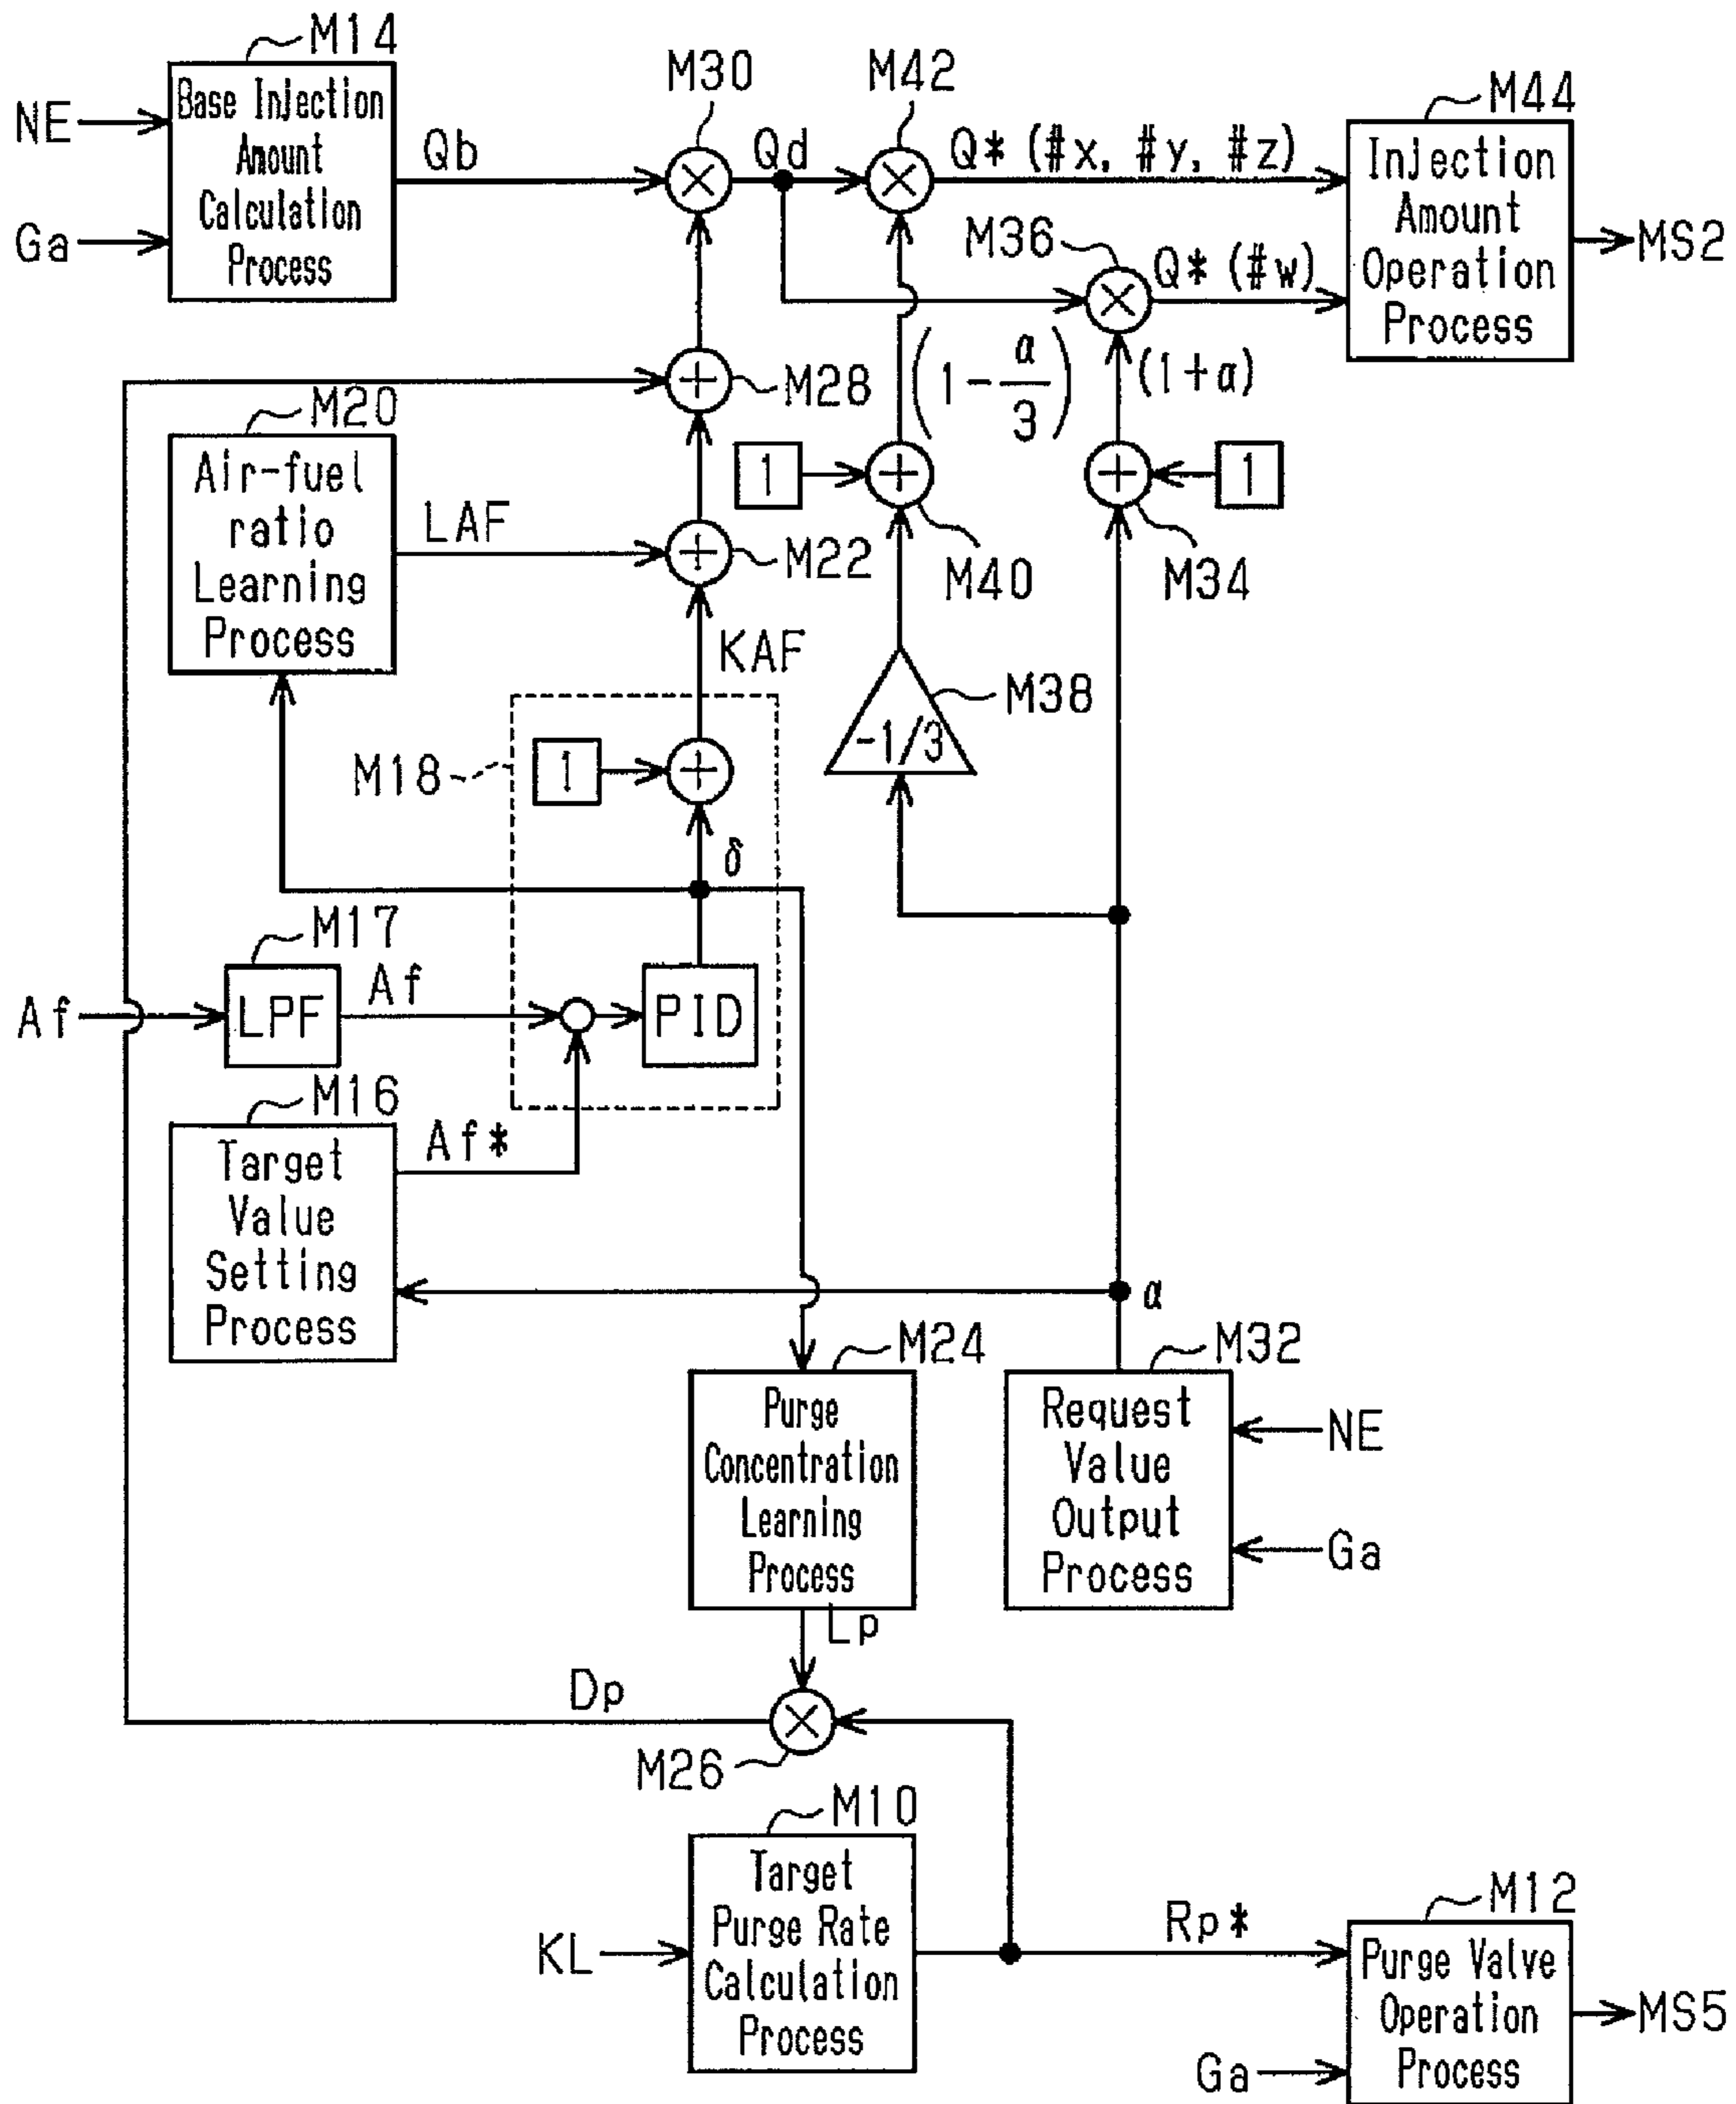 M14
NE
Ga
Base Injection
Amount
Calculation
Process
Qb
M30
Qd
M42
Q* (#x, #y, #z)
M44
Injection
Amount
Operation
Process
MS2
M36
Q* (#w)
M28
(1-α/3)
(1+α)
M20
Air-fuel
ratio
Learning
Process
LAF
M22
1
M40
1
M34
KAF
M38
-1/3
M18
1
δ
M17
Af
LPF
Af
PID
M16
Target
Value
Setting
Process
Af*
α
M24
Purge
Concentration
Learning
Process
M32
Request
Value
Output
Process
NE
Ga
Lp
Dp
M26
M10
KL
Target
Purge Rate
Calculation
Process
Rp*
M12
Ga
Purge Valve
Operation
Process
MS5